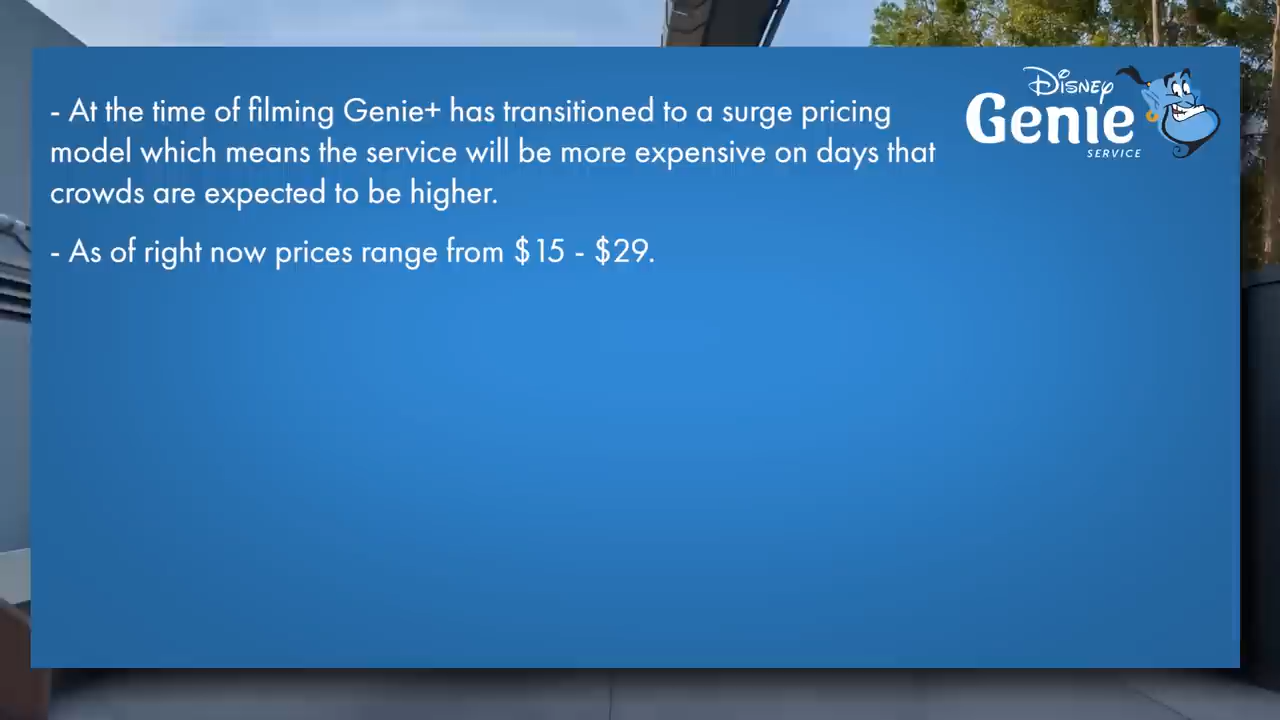 - At the time of filming Genie+ has transitioned to a surge pricing
model which means the service will be more expensive on days that
crowds are expected to be higher.
- As of right now prices range from $15 - $29.
Disney
Genie
SERVICE